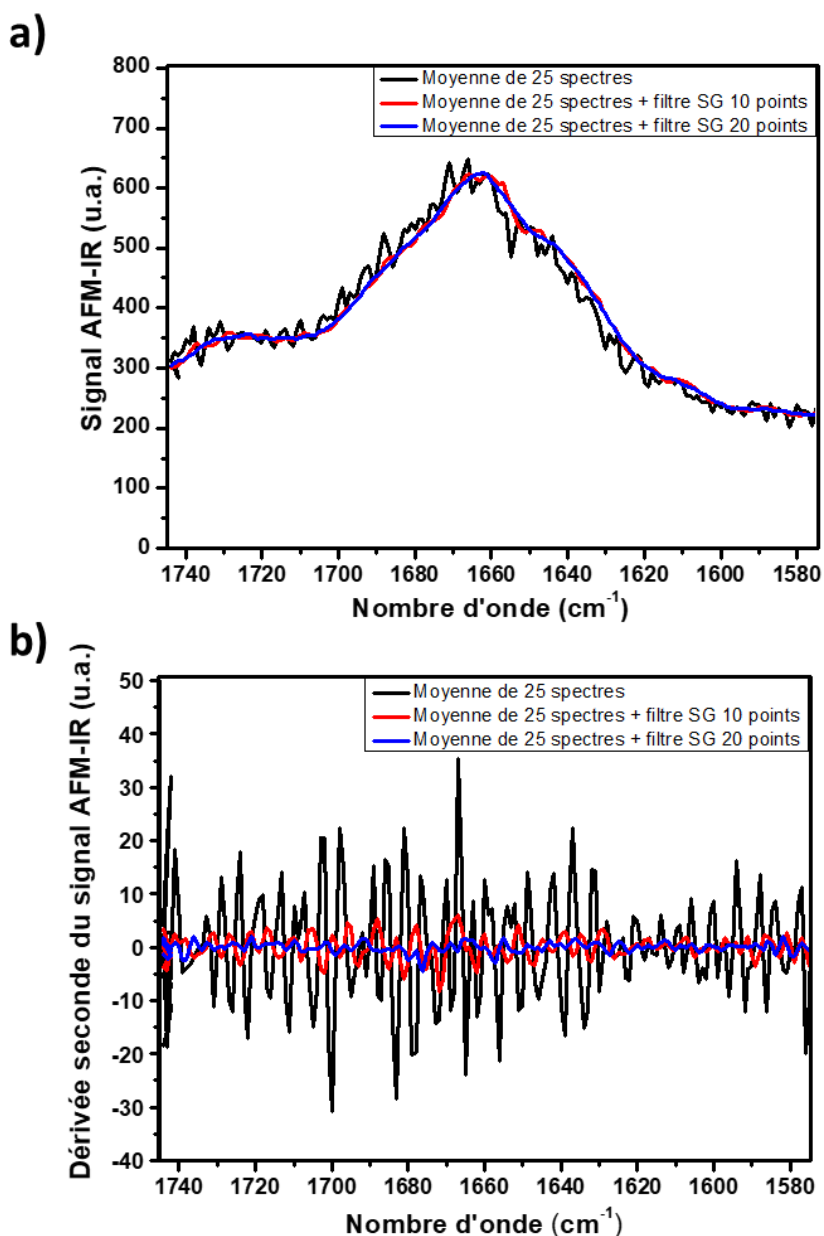 a)
800
700
600
500
400
300
200
100
0
Signal AFM-IR (u.a.)
Moyenne de 25 spectres
Moyenne de 25 spectres + filtre SG 10 points
Moyenne de 25 spectres + filtre SG 20 points
1740 1720 1700 1680 1660 1640 1620 1600 1580
Nombre d'onde (cm⁻¹)
b)
50
40
30
20
10
0
-10
-20
-30
-40
Dérivée seconde du signal AFM-IR (u.a.)
Moyenne de 25 spectres
Moyenne de 25 spectres + filtre SG 10 points
Moyenne de 25 spectres + filtre SG 20 points
1740 1720 1700 1680 1660 1640 1620 1600 1580
Nombre d'onde (cm⁻¹)